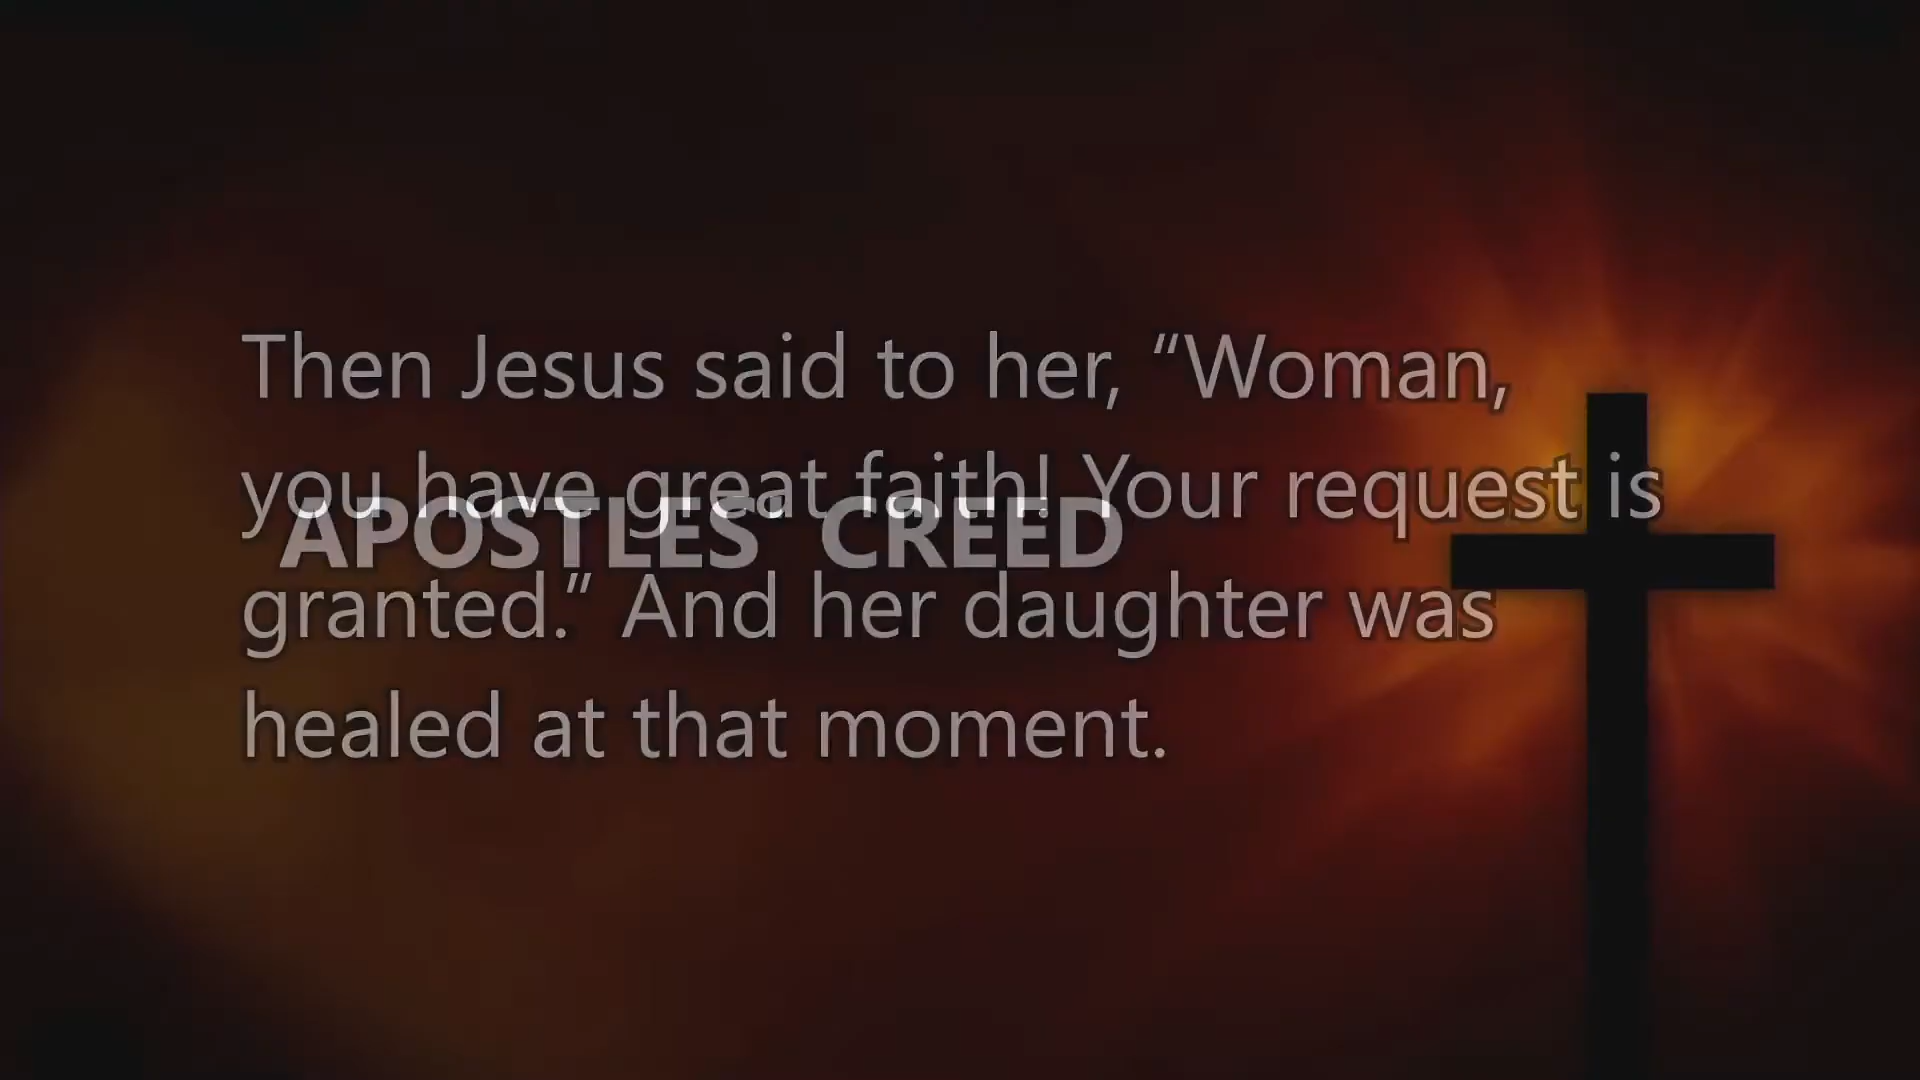 Then Jesus said to her, “Woman,
you have great faith! Your request is
APOSTLES' CREED
granted.” And her daughter was
healed at that moment.